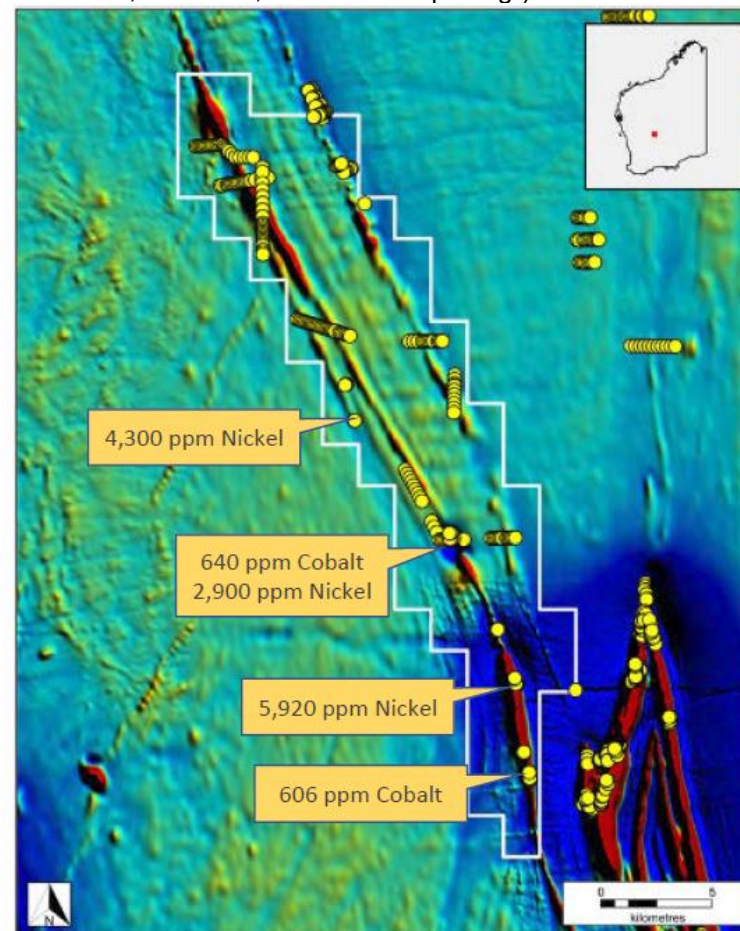 4,300 ppm Nickel
640 ppm Cobalt
2,900 ppm Nickel
5,920 ppm Nickel
606 ppm Cobalt
N
0 5
kilometres